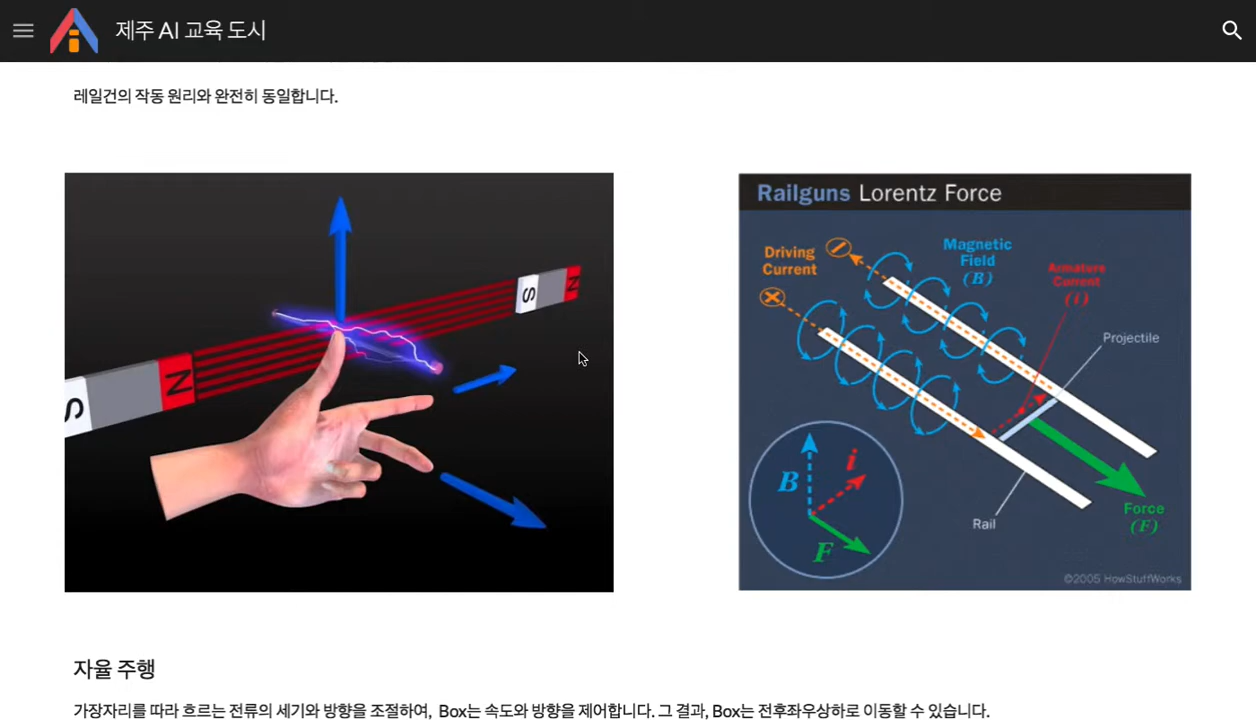 제주 AI 교육 도시
레일건의 작동 원리와 완전히 동일합니다.
S
N
S
N
Railguns Lorentz Force
Driving
Current
Magnetic
Field
(B)
Armature
Current
(i)
Projectile
B
i
F
Rail
Force
(F)
©2005 HowStuffWorks
자율 주행
가장자리를 따라 흐르는 전류의 세기와 방향을 조절하여, Box는 속도와 방향을 제어합니다. 그 결과, Box는 전후좌우상하로 이동할 수 있습니다.